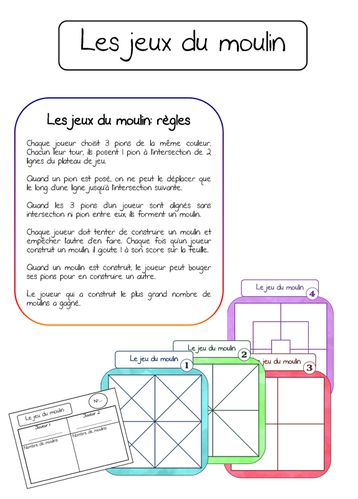 Les jeux du moulin
Les jeux du moulin: règles
Chaque joueur choisit 3 pions de la même couleur.
Chacun leur tour, ils posent 1 pion à l'intersection de 2
lignes du plateau de jeu.
Quand un pion est posé, on ne peut le déplacer que
le long d'une ligne jusqu'à l'intersection suivante.
Quand les 3 pions d'un joueur sont alignés sans
intersection ni pion entre eux ils forment un moulin.
Chaque joueur doit tenter de construire un moulin et
empêcher l'autre d'en faire. Chaque fois qu'un joueur
construit un moulin, il ajoute 1 à son score sur la feuille.
Quand un moulin est construit, le joueur peut bouger
ses pions pour en construire un autre.
Le joueur qui a construit le plus grand nombre de
moulins a gagné.
Le jeu du moulin
4
Le jeu du moulin
2
Le jeu du moulin
1
jeu du moulin
3
Le jeu du moulin
N°...
Joueur 1
Joueur 2
Nombre de moulins
Nombre de moulins